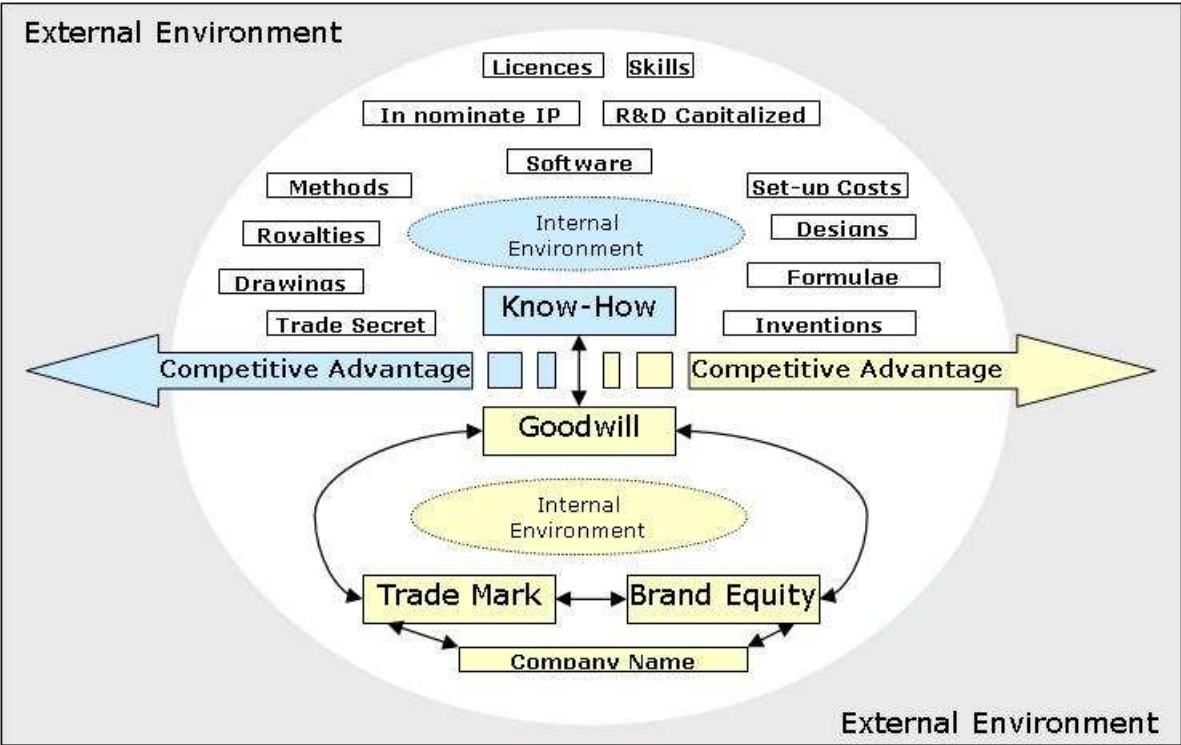 External Environment
Licences
Skills
In nominate IP
R&D Capitalized
Software
Methods
Set-up Costs
Internal
Environment
Royalties
Designs
Drawings
Formulae
Know-How
Trade Secret
Inventions
Competitive Advantage
Competitive Advantage
Goodwill
Internal
Environment
Trade Mark
Brand Equity
Company Name
External Environment